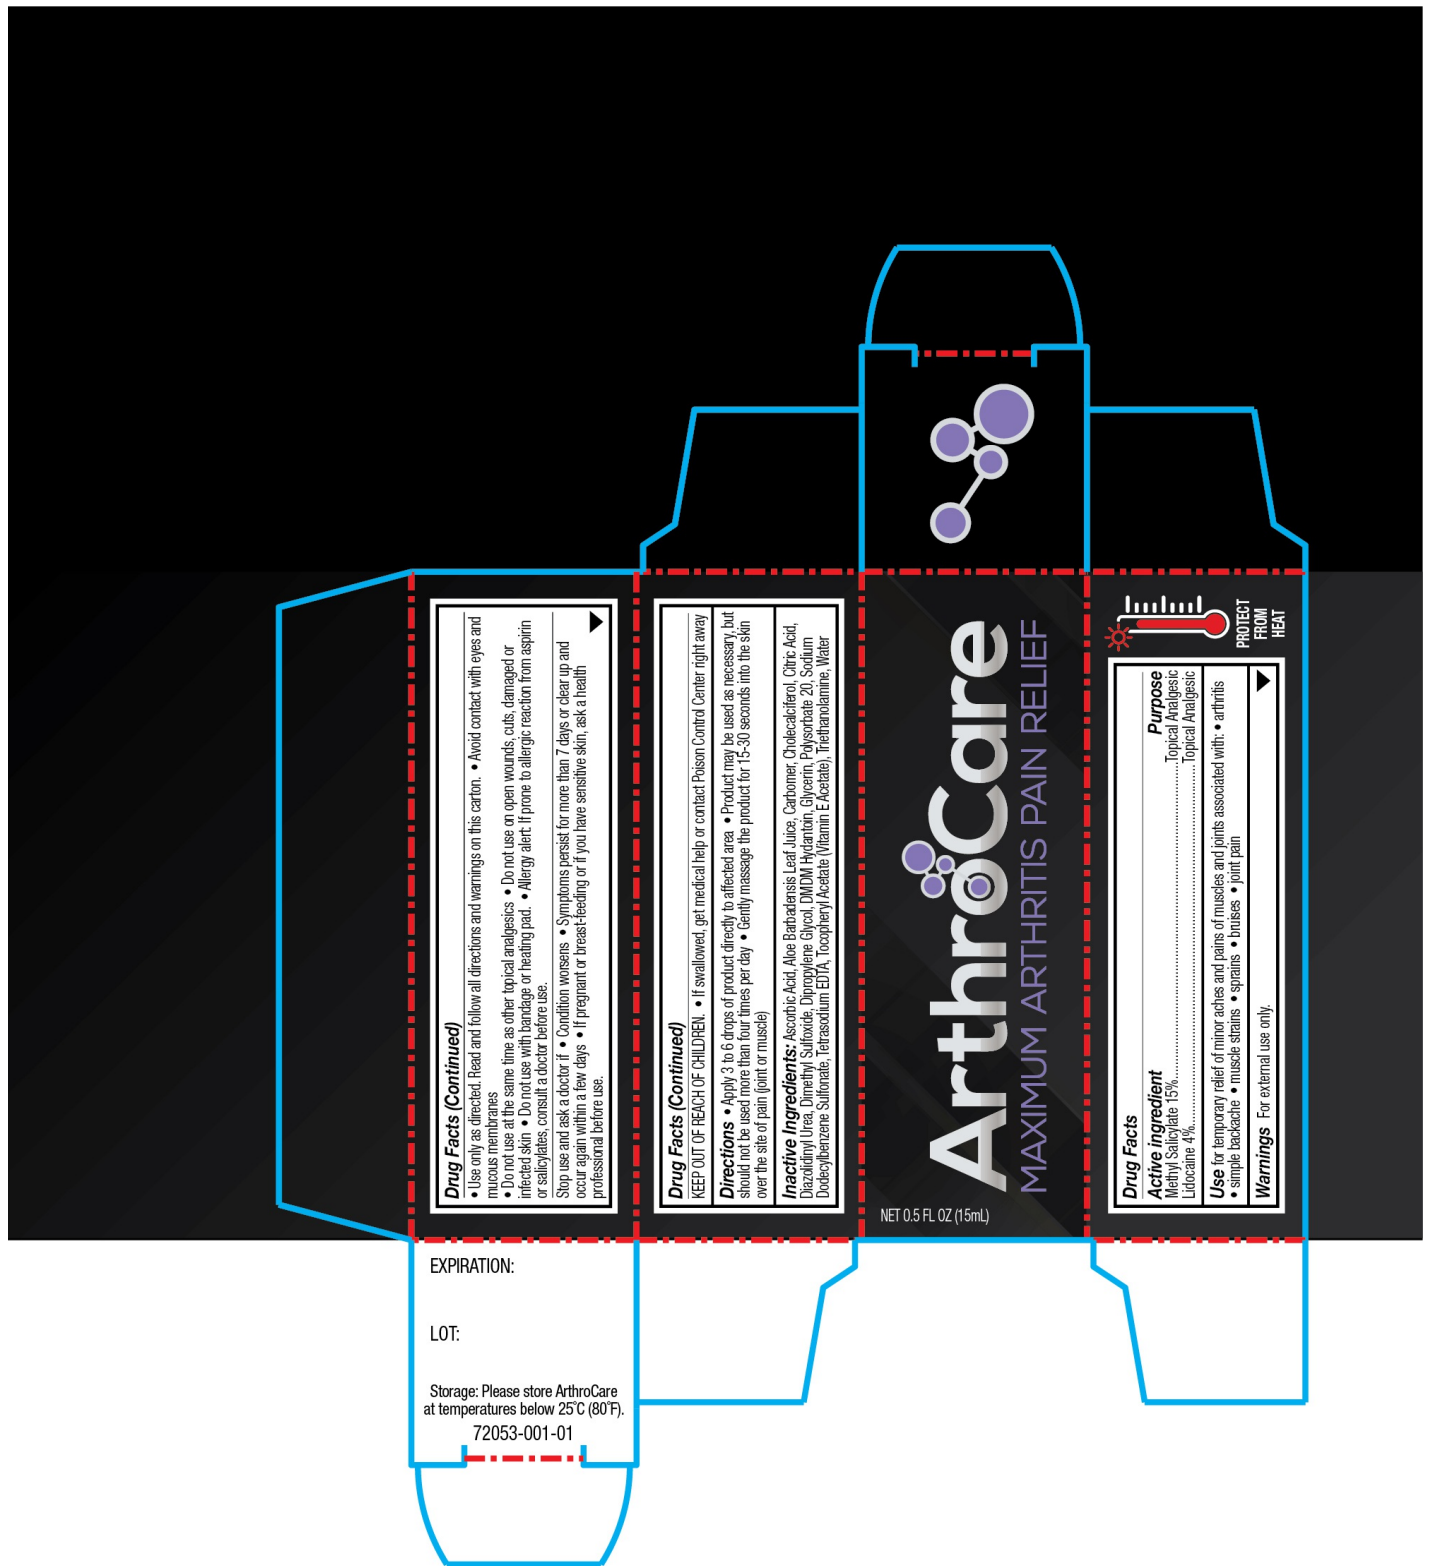 Drug Facts (Continued)
• Use only as directed. Read and follow all directions and warnings on this carton. • Avoid contact with eyes and
mucous membranes
• Do not use at the same time as other topical analgesics • Do not use on open wounds, cuts, damaged or
infected skin • Do not use with bandage or heating pad. • Allergy alert: If prone to allergic reaction from aspirin
or salicylates, consult a doctor before use.
Stop use and ask a doctor if • Condition worsens • Symptoms persist for more than 7 days or clear up and
occur again within a few days • If pregnant or breast-feeding or if you have sensitive skin, ask a health
professional before use.
Drug Facts (Continued)
KEEP OUT OF REACH OF CHILDREN. • If swallowed, get medical help or contact Poison Control Center right away
Directions • Apply 3 to 6 drops of product directly to affected area • Product may be used as necessary, but
should not be used more than four times per day • Gently massage the product for 15-30 seconds into the skin
over the site of pain (joint or muscle)
Inactive Ingredients: Ascorbic Acid, Aloe Barbadensis Leaf Juice, Carbomer, Cholecalciferol, Citric Acid,
Diazolidinyl Urea, Dimethyl Sulfoxide, Dipropylene Glycol, DMDM Hydantoin, Glycerin, Polysorbate 20, Sodium
Dodecylbenzene Sulfonate, Tetrasodium EDTA, Tocopheryl Acetate (Vitamin E Acetate), Triethanolamine, Water
ArthroCare
MAXIMUM ARTHRITIS PAIN RELIEF
NET 0.5 FL OZ (15mL)
Drug Facts
Active ingredient Purpose
Methyl Salicylate 15%..............................Topical Analgesic
Lidocaine 4%..............................Topical Analgesic
Use for temporary relief of minor aches and pains of muscles and joints associated with: • arthritis
• simple backache • muscle strains • sprains • bruises • joint pain
Warnings For external use only.
PROTECT
FROM
HEAT
EXPIRATION:
LOT:
Storage: Please store ArthroCare
at temperatures below 25°C (80°F).
72053-001-01